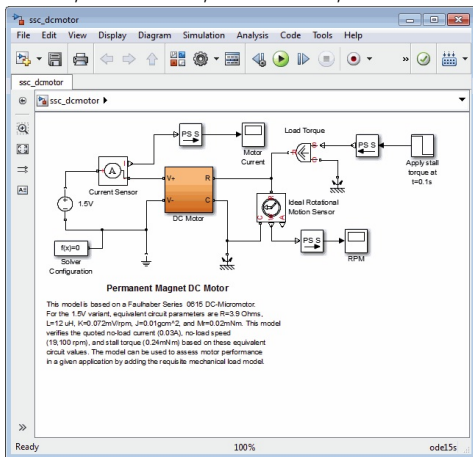 ssc_dcmotor
File Edit View Display Diagram Simulation Analysis Code Tools Help
»
ssc_dcmotor
ssc_dcmotor
PS S
Motor
Current
Load Torque
PS S
Apply stall
torque at
t=0.1s
A
I
Current Sensor
V+
R
V-
C
DC Motor
1.5V
Ideal Rotational
Motion Sensor
C
W
A
f(x)=0
Solver
Configuration
PS S
RPM
Permanent Magnet DC Motor
This model is based on a Faulhaber Series 0615 DC-Micromotor.
For the 1.5V variant, equivalent circuit parameters are R=3.9 Ohms,
L=12 uH, K=0.072mV/rpm, J=0.01gcm^2, and Mr=0.02mNm. This model
verifies the quoted no-load current (0.03A), no-load speed
(19,100 rpm), and stall torque (0.24mNm) based on these equivalent
circuit values. The model can be used to assess motor performance
in a given application by adding the requisite mechanical load model.
»
Ready
100%
ode15s